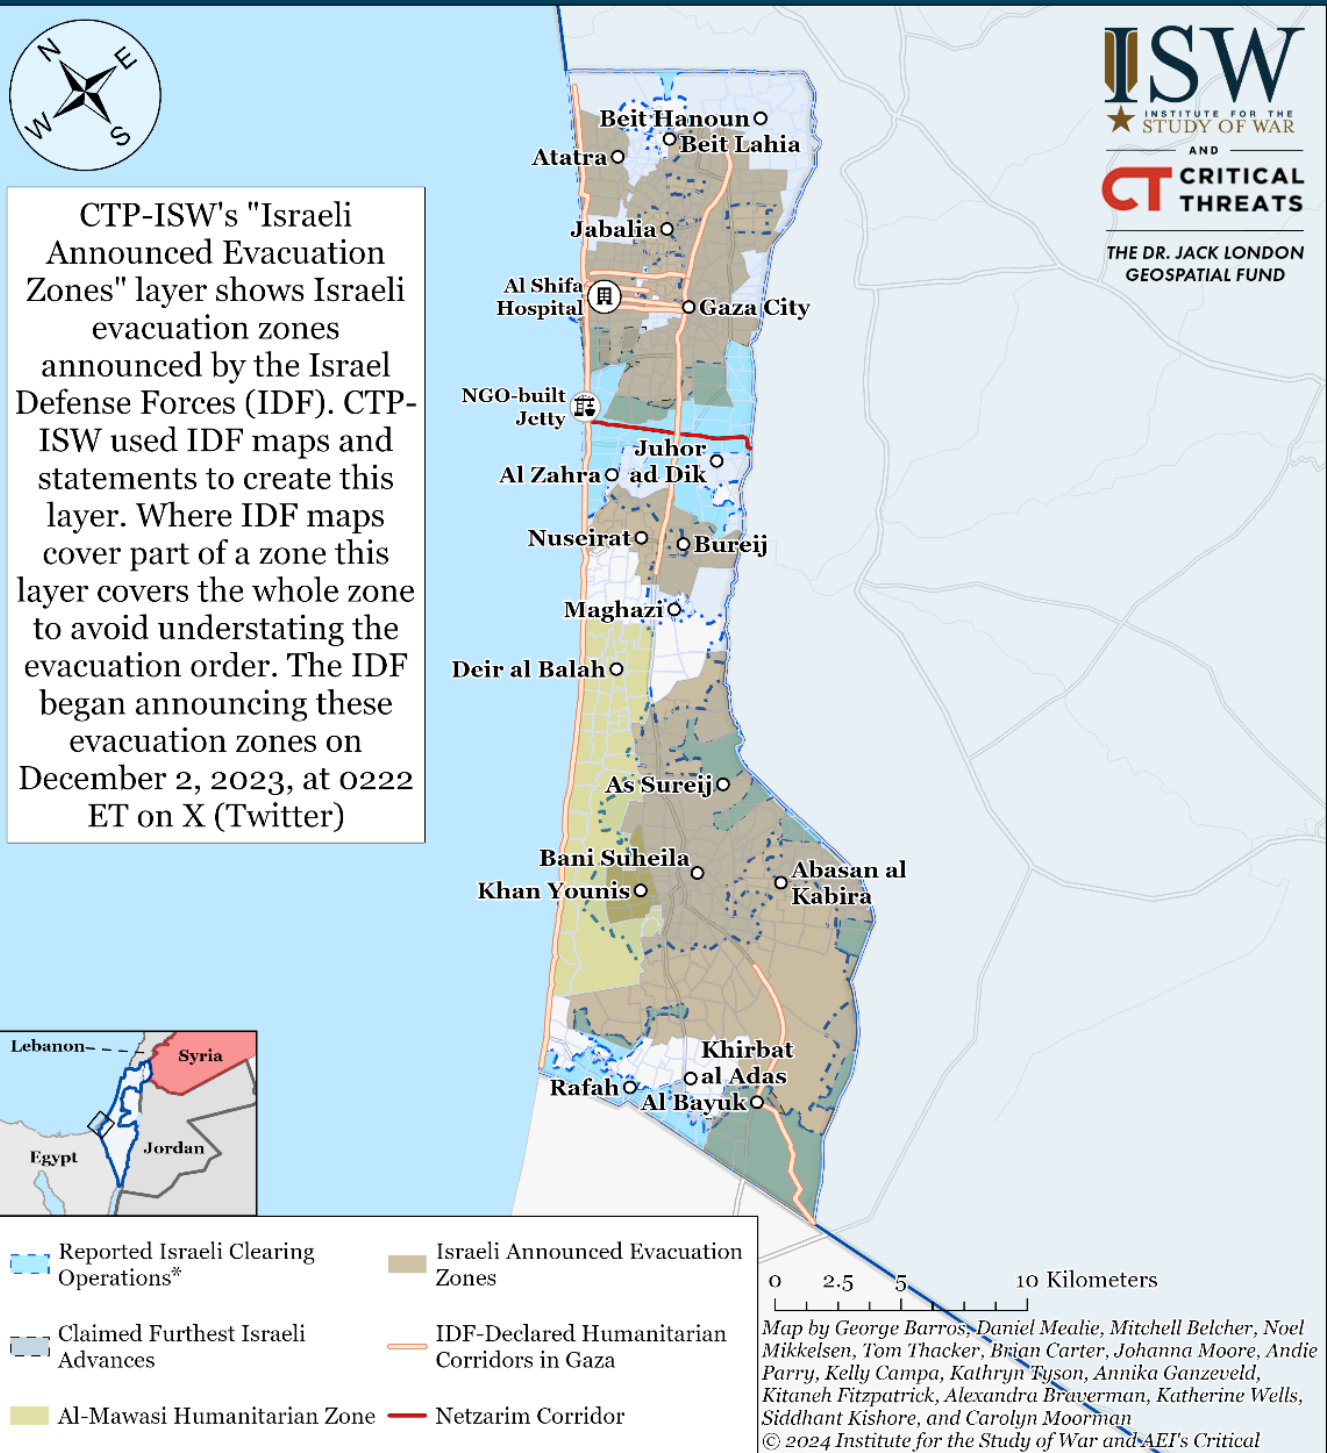 N
E
W
S
ISW
INSTITUTE FOR THE
STUDY OF WAR
AND
CT CRITICAL
THREATS
THE DR. JACK LONDON
GEOSPATIAL FUND
CTP-ISW's "Israeli
Announced Evacuation
Zones" layer shows Israeli
evacuation zones
announced by the Israel
Defense Forces (IDF). CTP-
ISW used IDF maps and
statements to create this
layer. Where IDF maps
cover part of a zone this
layer covers the whole zone
to avoid understating the
evacuation order. The IDF
began announcing these
evacuation zones on
December 2, 2023, at 0222
ET on X (Twitter)
Beit Hanoun
Beit Lahia
Atatra
Jabalia
Al Shifa
Hospital
Gaza City
NGO-built
Jetty
Juhor
ad Dik
Al Zahra
Nuseirat
Bureij
Maghazi
Deir al Balah
As Sureij
Bani Suheila
Khan Younis
Abasan al
Kabira
Khirbat
al Adas
Rafah
Al Bayuk
Lebanon
Syria
Egypt
Jordan
Reported Israeli Clearing
Operations*
Claimed Furthest Israeli
Advances
Al-Mawasi Humanitarian Zone
Israeli Announced Evacuation
Zones
IDF-Declared Humanitarian
Corridors in Gaza
Netzarim Corridor
0 2.5 5 10 Kilometers
Map by George Barros, Daniel Mealie, Mitchell Belcher, Noel
Mikkelsen, Tom Thacker, Brian Carter, Johanna Moore, Andie
Parry, Kelly Campa, Kathryn Tyson, Annika Ganzeveld,
Kitaneh Fitzpatrick, Alexandra Braverman, Katherine Wells,
Siddhant Kishore, and Carolyn Moorman
© 2024 Institute for the Study of War and AEI's Critical